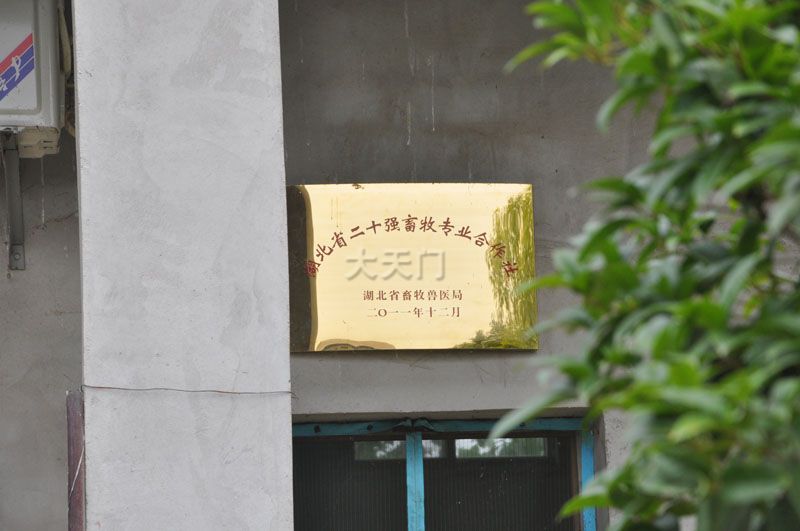 湖北省二十强畜牧专业合作社
大天门
湖北省畜牧兽医局
二〇一一年十二月